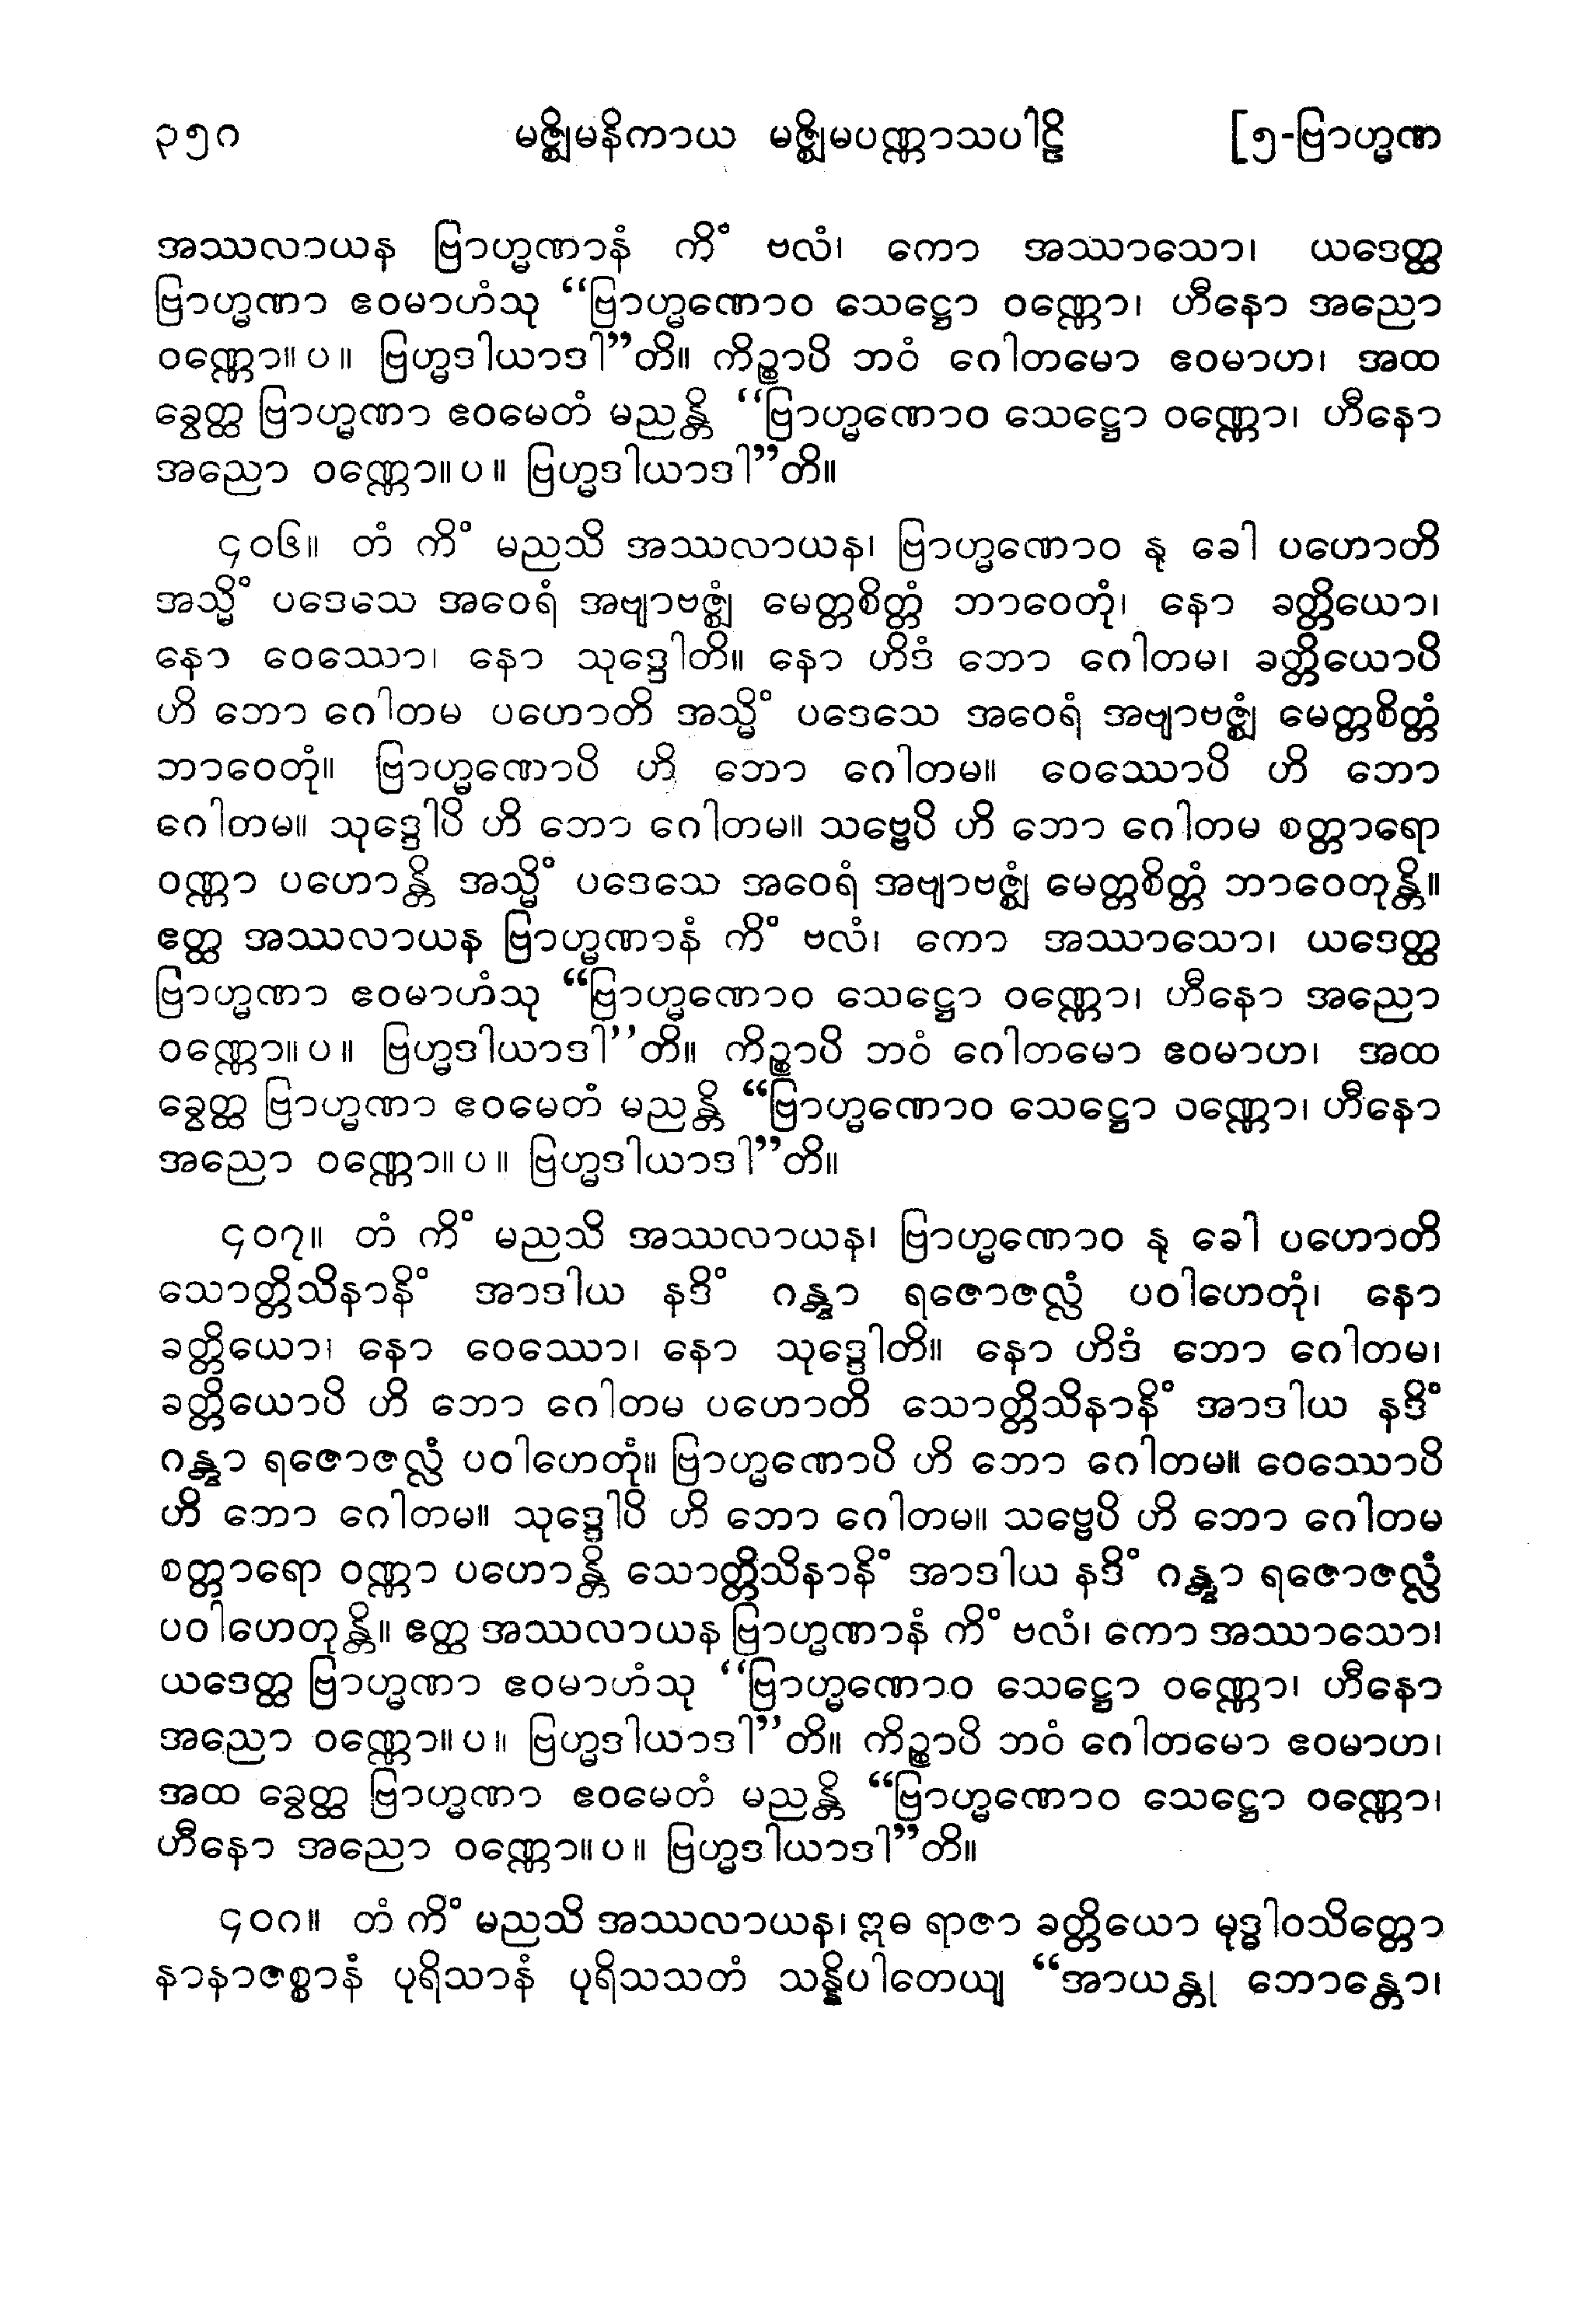 ၃၅၈ မဇ္ဈိမနိကာယ မဇ္ဈိမပဏ္ဏာသပါဠိ [၅-ဗြာဟ္မဏ
အဿလာယန ဗြာဟ္မဏာနံ ကိံ ဗလံ၊ ကော အဿာသော၊ ယဒေတ္ထ
ဗြာဟ္မဏာ ဧဝမာဟံသု “ဗြာဟ္မဏောဝ သေဋ္ဌော ဝဏ္ဏော၊ ဟီနော အညော
ဝဏ္ဏော။ ပ ။ ဗြဟ္မဒါယာဒါ”တိ။ ကိဉ္စာပိ ဘဝံ ဂေါတမော ဧဝမာဟ၊ အထ
ခွေတ္ထ ဗြာဟ္မဏာ ဧဝမေတံ မညန္တိ “ဗြာဟ္မဏောဝ သေဋ္ဌော ဝဏ္ဏော၊ ဟီနော
အညော ဝဏ္ဏော။ ပ ။ ဗြဟ္မဒါယာဒါ”တိ။
၄၀၆။ တံ ကိံ မညသိ အဿလာယန၊ ဗြာဟ္မဏောဝ နု ခေါ ပဟောတိ
အသ္မိံ ပဒေသေ အဝေရံ အဗျာဗဇ္ဈံ မေတ္တစိတ္တံ ဘာဝေတုံ၊ နော ခတ္တိယော၊
နော ဝေဿော၊ နော သုဒ္ဒေါတိ။ နော ဟိဒံ ဘော ဂေါတမ၊ ခတ္တိယောပိ
ဟိ ဘော ဂေါတမ ပဟောတိ အသ္မိံ ပဒေသေ အဝေရံ အဗျာဗဇ္ဈံ မေတ္တစိတ္တံ
ဘာဝေတုံ။ ဗြာဟ္မဏောပိ ဟိ ဘော ဂေါတမ။ ဝေဿောပိ ဟိ ဘော
ဂေါတမ။ သုဒ္ဒေါပိ ဟိ ဘော ဂေါတမ။ သဗ္ဗေပိ ဟိ ဘော ဂေါတမ စတ္တာရော
ဝဏ္ဏာ ပဟောန္တိ အသ္မိံ ပဒေသေ အဝေရံ အဗျာဗဇ္ဈံ မေတ္တစိတ္တံ ဘာဝေတုန္တိ။
ဧတ္ထ အဿလာယန ဗြာဟ္မဏာနံ ကိံ ဗလံ၊ ကော အဿာသော၊ ယဒေတ္ထ
ဗြာဟ္မဏာ ဧဝမာဟံသု “ဗြာဟ္မဏောဝ သေဋ္ဌော ဝဏ္ဏော၊ ဟီနော အညော
ဝဏ္ဏော။ ပ ။ ဗြဟ္မဒါယာဒါ’’တိ။ ကိဉ္စာပိ ဘဝံ ဂေါတမော ဧဝမာဟ၊ အထ
ခွေတ္ထ ဗြာဟ္မဏာ ဧဝမေတံ မညန္တိ “ဗြာဟ္မဏောဝ သေဋ္ဌော ဝဏ္ဏော၊ ဟီနော
အညော ဝဏ္ဏော။ ပ ။ ဗြဟ္မဒါယာဒါ”တိ။
၄၀၇။ တံ ကိံ မညသိ အဿလာယန၊ ဗြာဟ္မဏောဝ နု ခေါ ပဟောတိ
သောတ္တိသိနာနိံ အာဒါယ နဒိံ ဂန္တွာ ရဇောဇလ္လံ ပဝါဟေတုံ၊ နော
ခတ္တိယော၊ နော ဝေဿော၊ နော သုဒ္ဒေါတိ။ နော ဟိဒံ ဘော ဂေါတမ၊
ခတ္တိယောပိ ဟိ ဘော ဂေါတမ ပဟောတိ သောတ္တိသိနာနိံ အာဒါယ နဒိံ
ဂန္တွာ ရဇောဇလ္လံ ပဝါဟေတုံ။ ဗြာဟ္မဏောပိ ဟိ ဘော ဂေါတမ။ ဝေဿောပိ
ဟိ ဘော ဂေါတမ။ သုဒ္ဒေါပိ ဟိ ဘော ဂေါတမ။ သဗ္ဗေပိ ဟိ ဘော ဂေါတမ
စတ္တာရော ဝဏ္ဏာ ပဟောန္တိ သောတ္တိသိနာနိံ အာဒါယ နဒိံ ဂန္တွာ ရဇောဇလ္လံ
ပဝါဟေတုန္တိ။ ဧတ္ထ အဿလာယန ဗြာဟ္မဏာနံ ကိံ ဗလံ၊ ကော အဿာသော၊
ယဒေတ္ထ ဗြာဟ္မဏာ ဧဝမာဟံသု “ဗြာဟ္မဏောဝ သေဋ္ဌော ဝဏ္ဏော၊ ဟီနော
အညော ဝဏ္ဏော။ ပ ။ ဗြဟ္မဒါယာဒါ”တိ။ ကိဉ္စာပိ ဘဝံ ဂေါတမော ဧဝမာဟ၊
အထ ခွေတ္ထ ဗြာဟ္မဏာ ဧဝမေတံ မညန္တိ “ဗြာဟ္မဏောဝ သေဋ္ဌော ဝဏ္ဏော၊
ဟီနော အညော ဝဏ္ဏော။ ပ ။ ဗြဟ္မဒါယာဒါ”တိ။
၄၀၈။ တံ ကိံ မညသိ အဿလာယန၊ ဣဓ ရာဇာ ခတ္တိယော မုဒ္ဓါဝသိတ္တော
နာနာဇစ္စာနံ ပုရိသာနံ ပုရိသသတံ သန္နိပါတေယျ “အာယန္တု ဘောန္တော၊